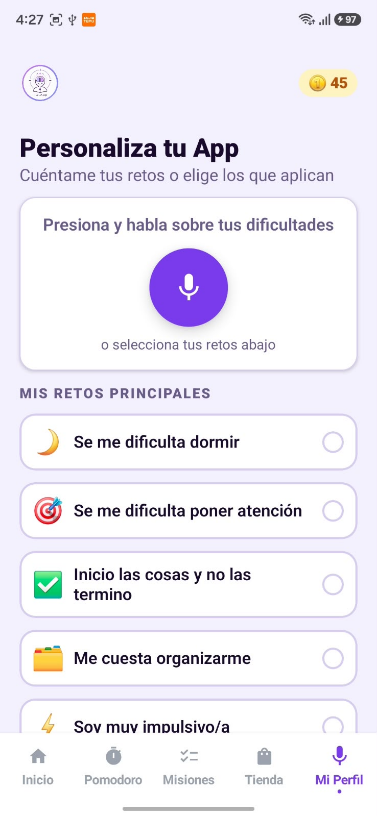 4:27
97
45
Personaliza tu App
Cuéntame tus retos o elige los que aplican
Presiona y habla sobre tus dificultades
o selecciona tus retos abajo
MIS RETOS PRINCIPALES
Se me dificulta dormir
Se me dificulta poner atención
Inicio las cosas y no las
termino
Me cuesta organizarme
Soy muy impulsivo/a
Inicio
Pomodoro
Misiones
Tienda
Mi Perfil